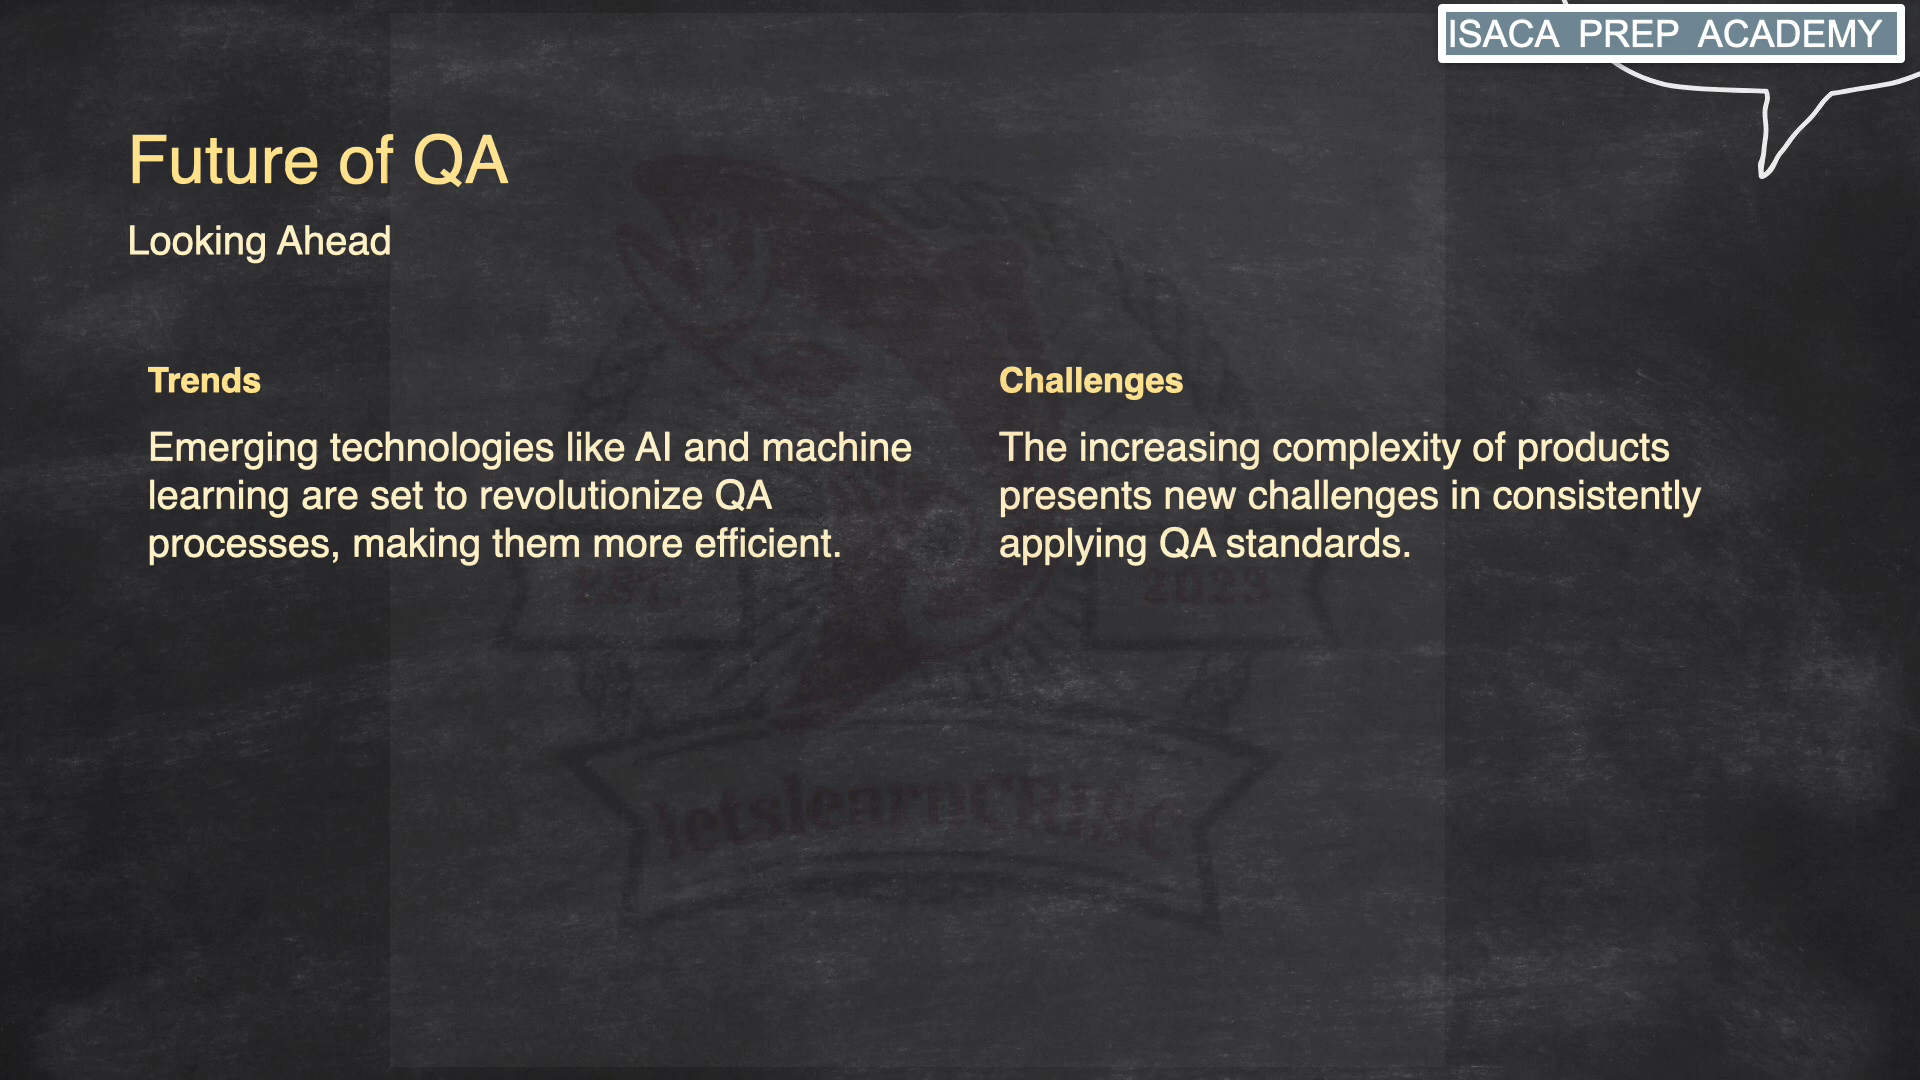 ISACA PREP ACADEMY
Future of QA
Looking Ahead
Trends
Emerging technologies like AI and machine
learning are set to revolutionize QA
processes, making them more efficient.
Challenges
The increasing complexity of products
presents new challenges in consistently
applying QA standards.
2023